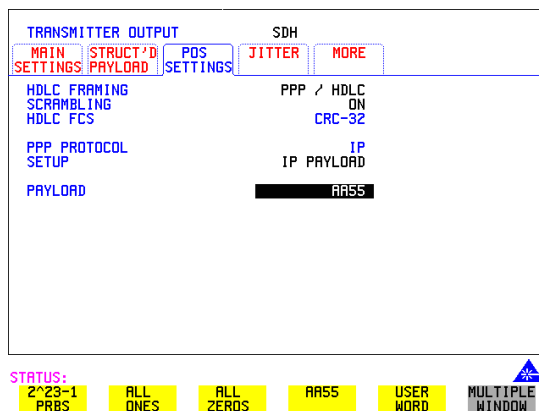 TRANSMITTER OUTPUT SDH
MAIN SETTINGS STRUCT'D PAYLOAD POS SETTINGS JITTER MORE
HDLC FRAMING PPP / HDLC
SCRAMBLING ON
HDLC FCS CRC-32
PPP PROTOCOL IP
SETUP IP PAYLOAD
PAYLOAD AA55
STATUS:
2^23-1 PRBS ALL ONES ALL ZEROS AA55 USER WORD MULTIPLE WINDOW